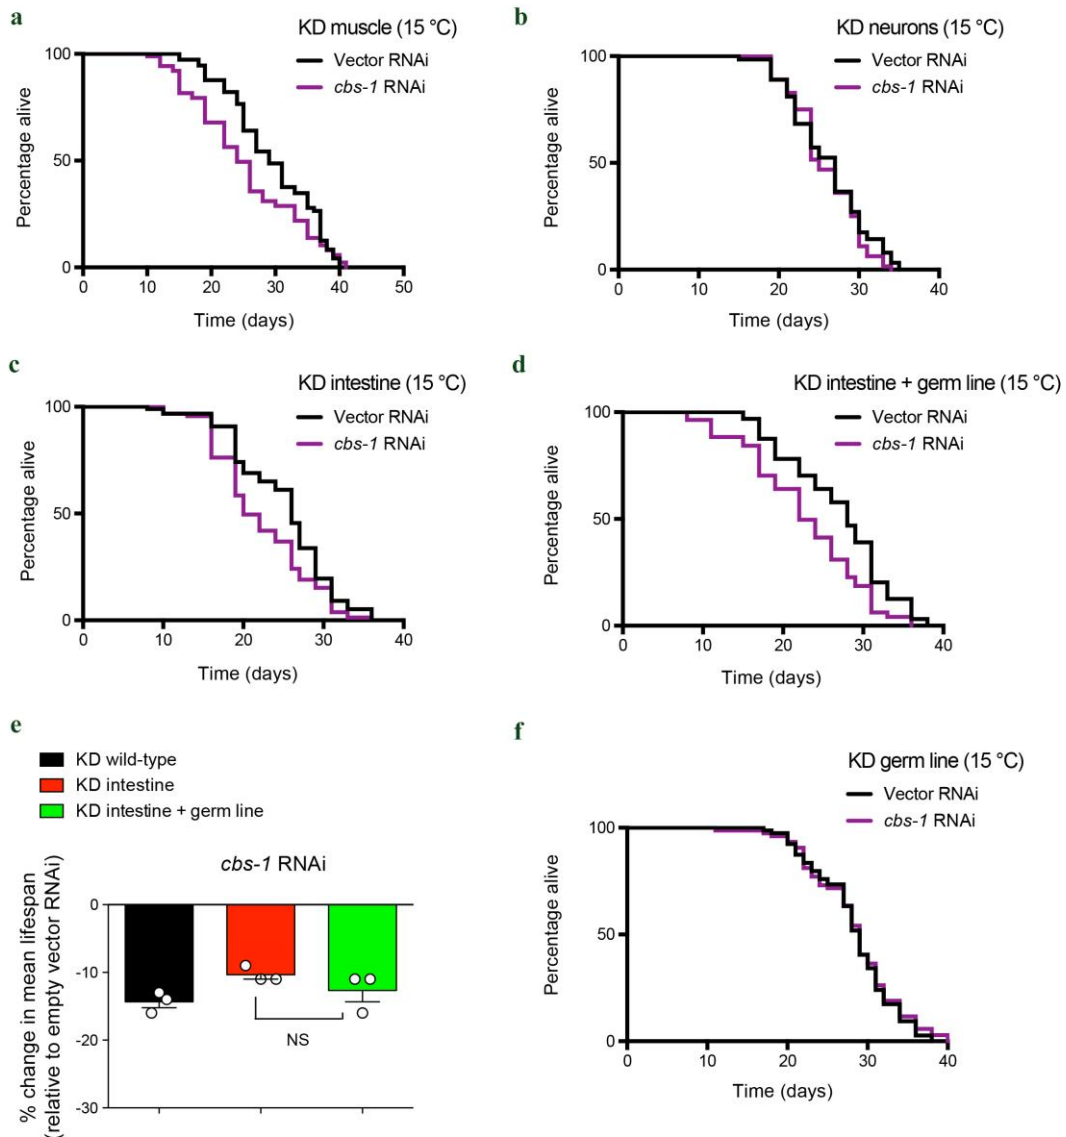 a
KD muscle (15 °C)
Vector RNAi
cbs-1 RNAi
Percentage alive
100
50
0
0 10 20 30 40 50
Time (days)
b
KD neurons (15 °C)
Vector RNAi
cbs-1 RNAi
Percentage alive
100
50
0
0 10 20 30 40
Time (days)
c
KD intestine (15 °C)
Vector RNAi
cbs-1 RNAi
Percentage alive
100
50
0
0 10 20 30 40
Time (days)
d
KD intestine + germ line (15 °C)
Vector RNAi
cbs-1 RNAi
Percentage alive
100
50
0
0 10 20 30 40
Time (days)
e
KD wild-type
KD intestine
KD intestine + germ line
cbs-1 RNAi
% change in mean lifespan
(relative to empty vector RNAi)
0
-10
-20
-30
NS
f
KD germ line (15 °C)
Vector RNAi
cbs-1 RNAi
Percentage alive
100
50
0
0 10 20 30 40
Time (days)